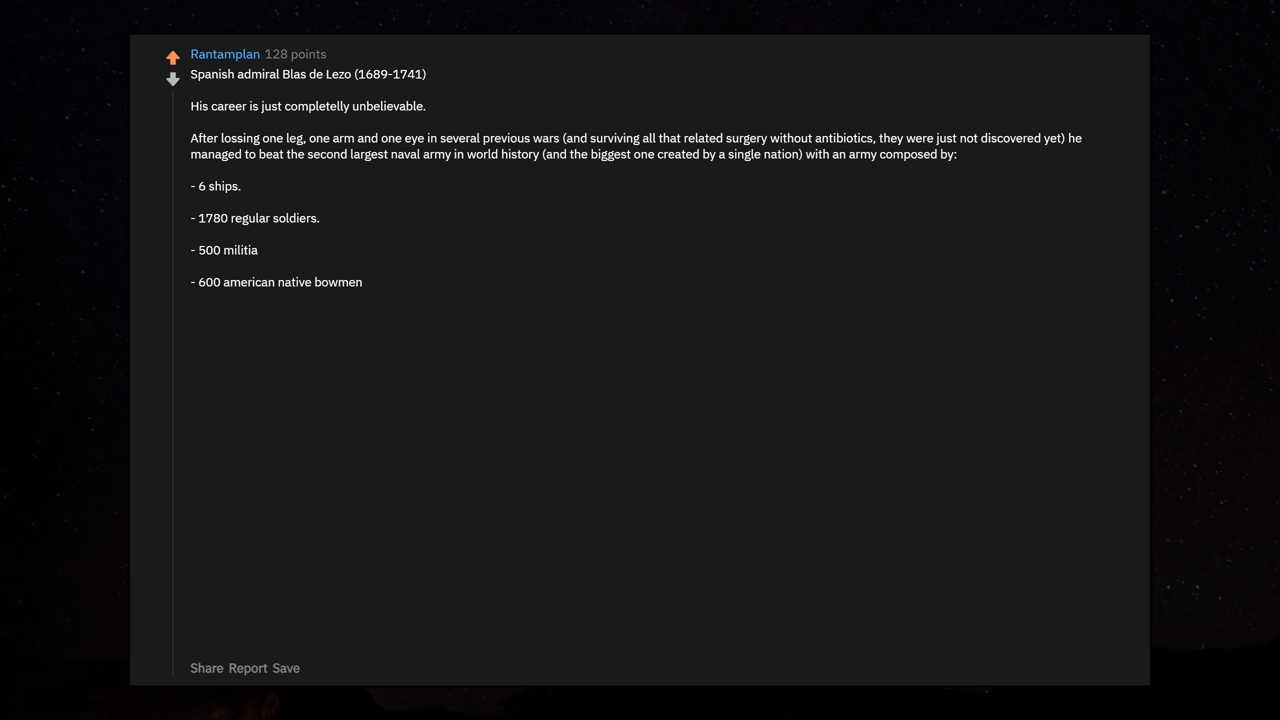 Rantamplan 128 points
Spanish admiral Blas de Lezo (1689-1741)
His career is just completelly unbelievable.
After lossing one leg, one arm and one eye in several previous wars (and surviving all that related surgery without antibiotics, they were just not discovered yet) he
managed to beat the second largest naval army in world history (and the biggest one created by a single nation) with an army composed by:
- 6 ships.
- 1780 regular soldiers.
- 500 militia
- 600 american native bowmen
Share Report Save